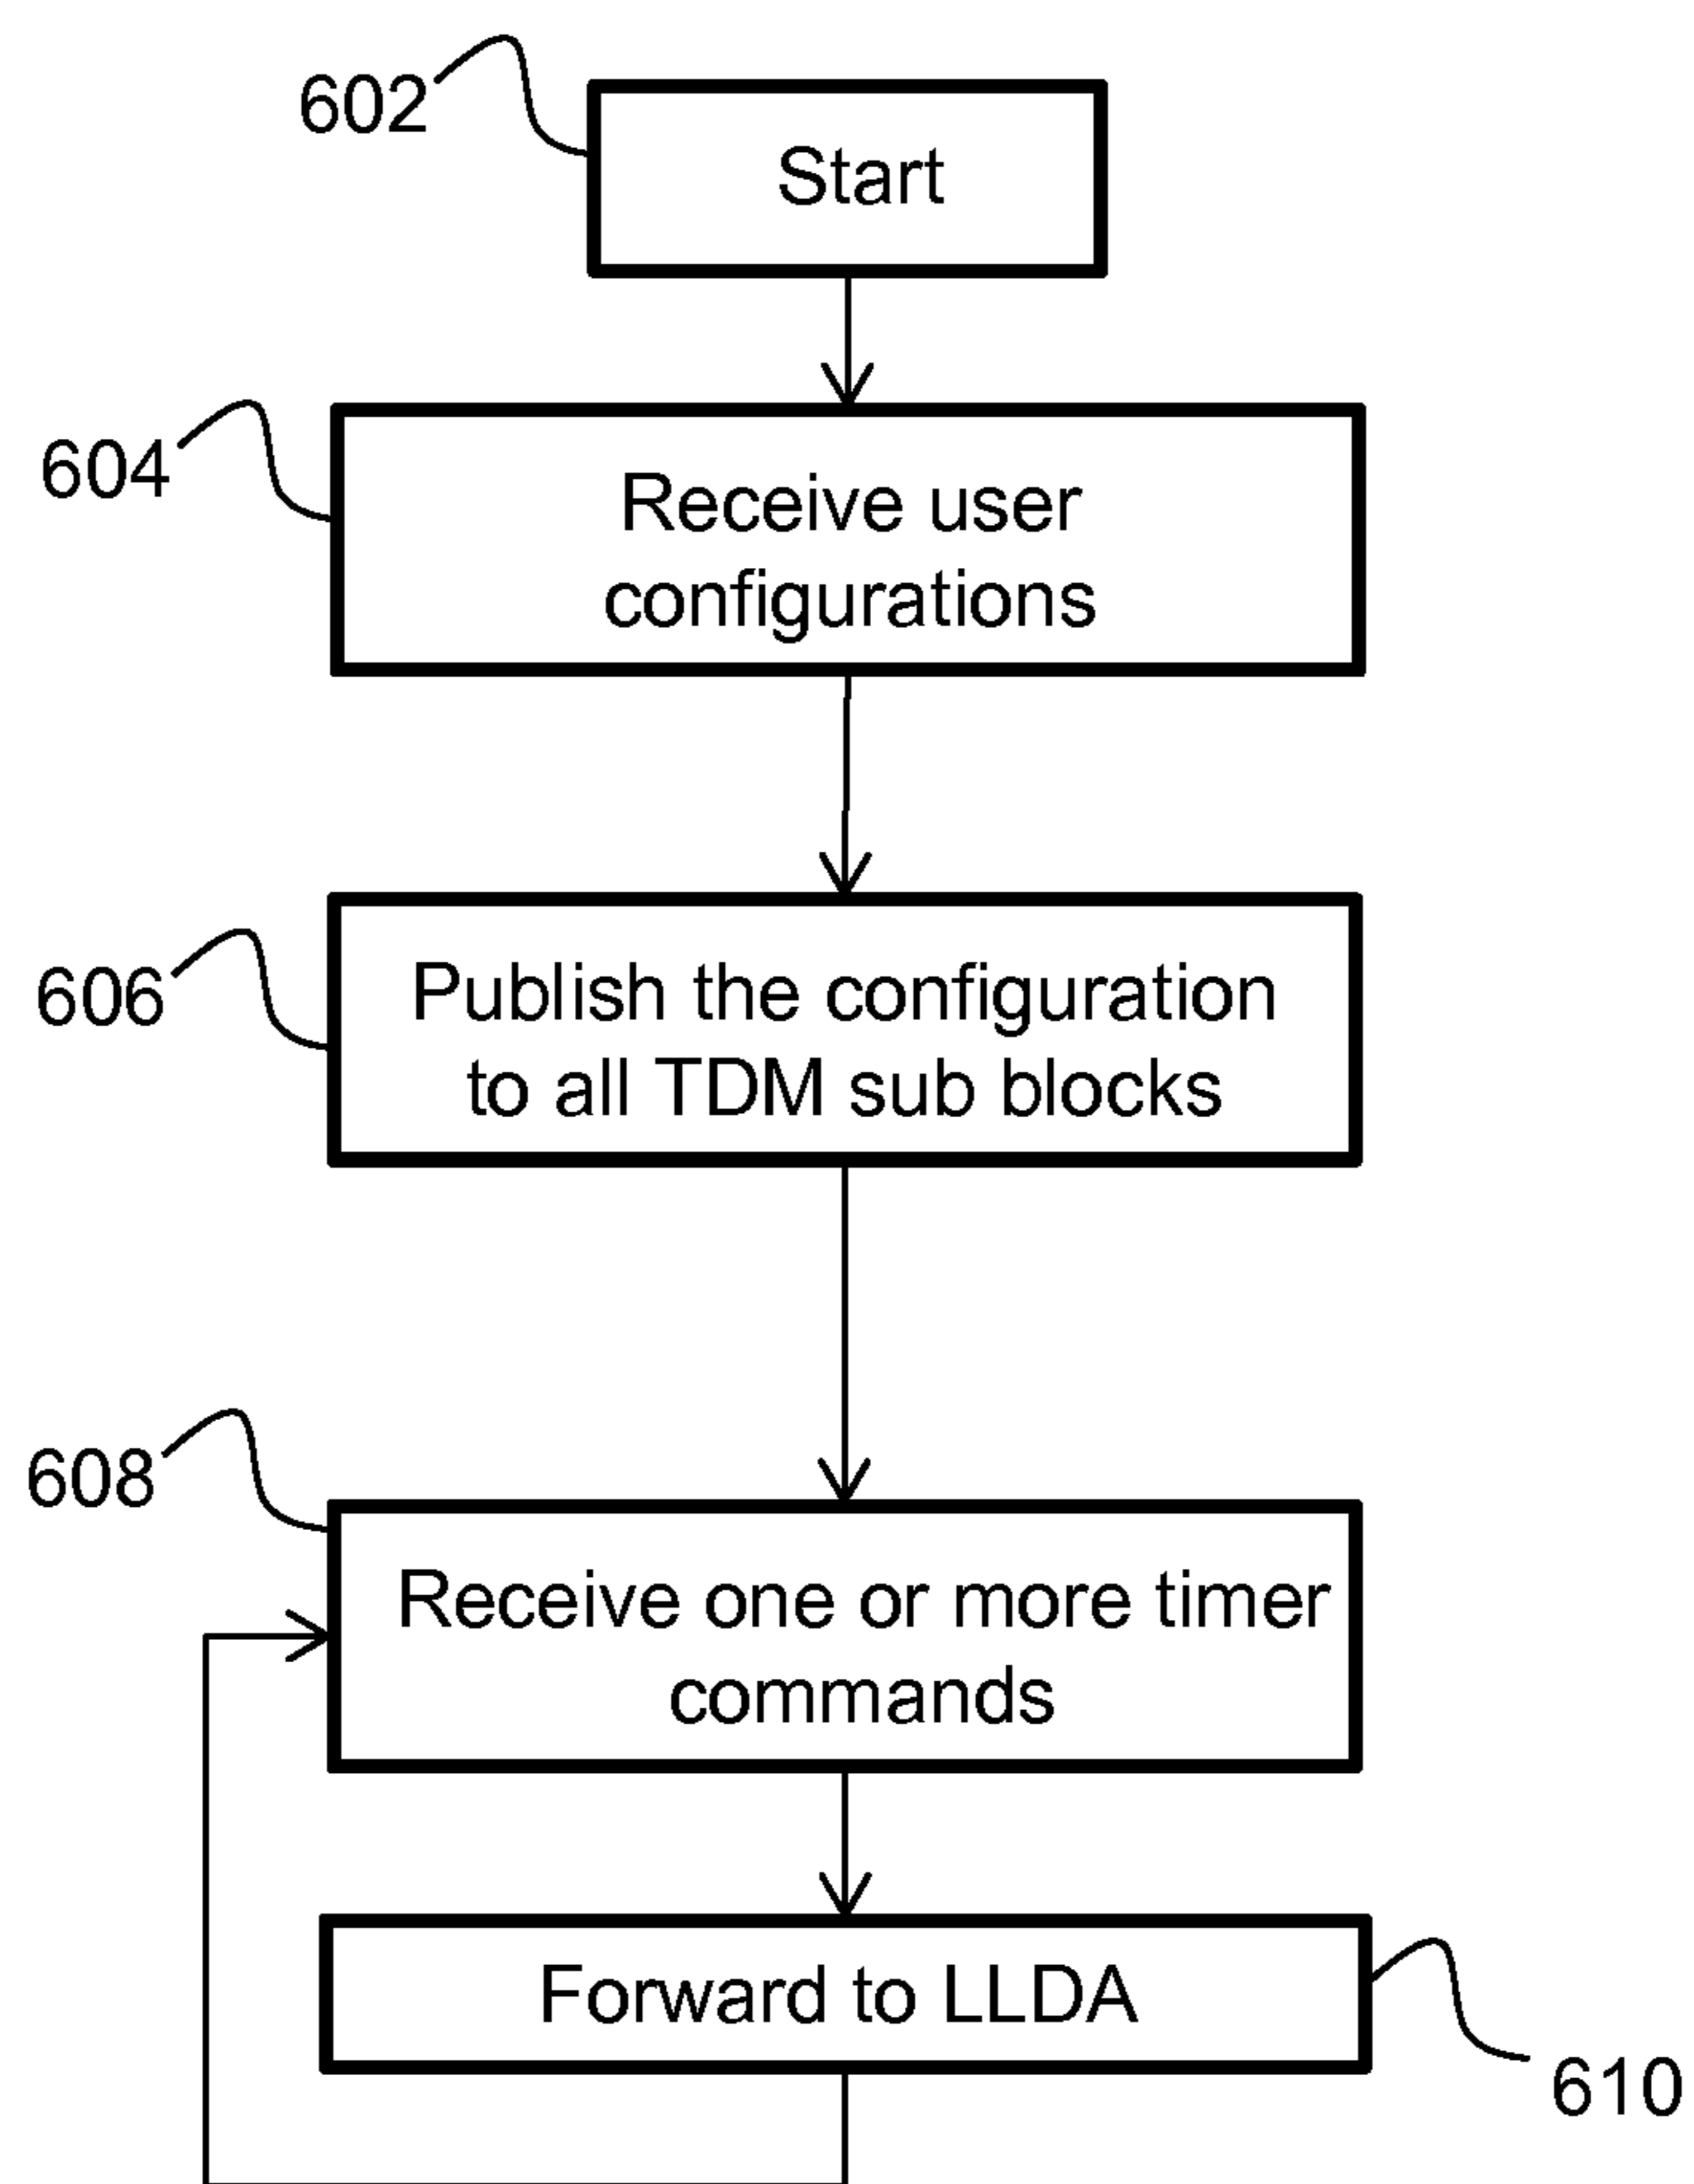 602
Start
604
Receive user
configurations
606
Publish the configuration
to all TDM sub blocks
608
Receive one or more timer
commands
Forward to LLDA
610